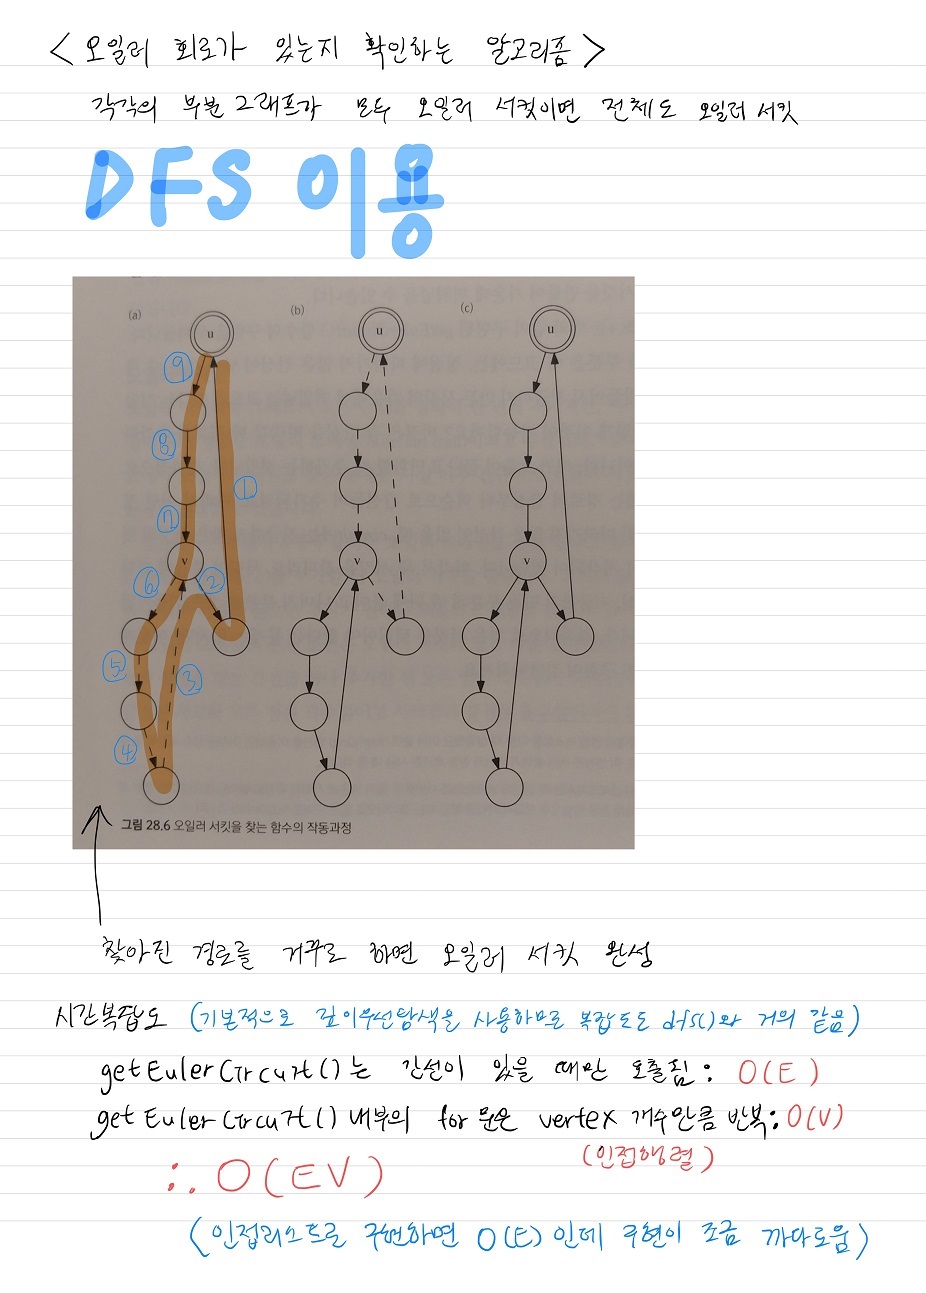 <오일러 회로가 있는지 확인하는 알고리즘>
각각의 부분 그래프가 모두 오일러 서킷이면 전체도 오일러 서킷
DFS 이용
(a) (b) (c)
u u u
⑨
⑧
①
⑦
v v v
⑥ ②
⑤ ③
④
그림 28.6 오일러 서킷을 찾는 함수의 작동과정
찾아진 경로를 거꾸로 하면 오일러 서킷 완성
시간복잡도 (기본적으로 깊이우선탐색을 사용하므로 복잡도도 dfs()와 거의 같음)
getEulerCircuit()는 간선이 있을 때만 호출됨: O(E)
getEulerCircuit() 내부의 for 문은 vertex 개수만큼 반복: O(V)
(인접행렬)
∴ O(EV)
(인접리스트로 구현하면 O(E)인데 구현이 조금 까다로움)